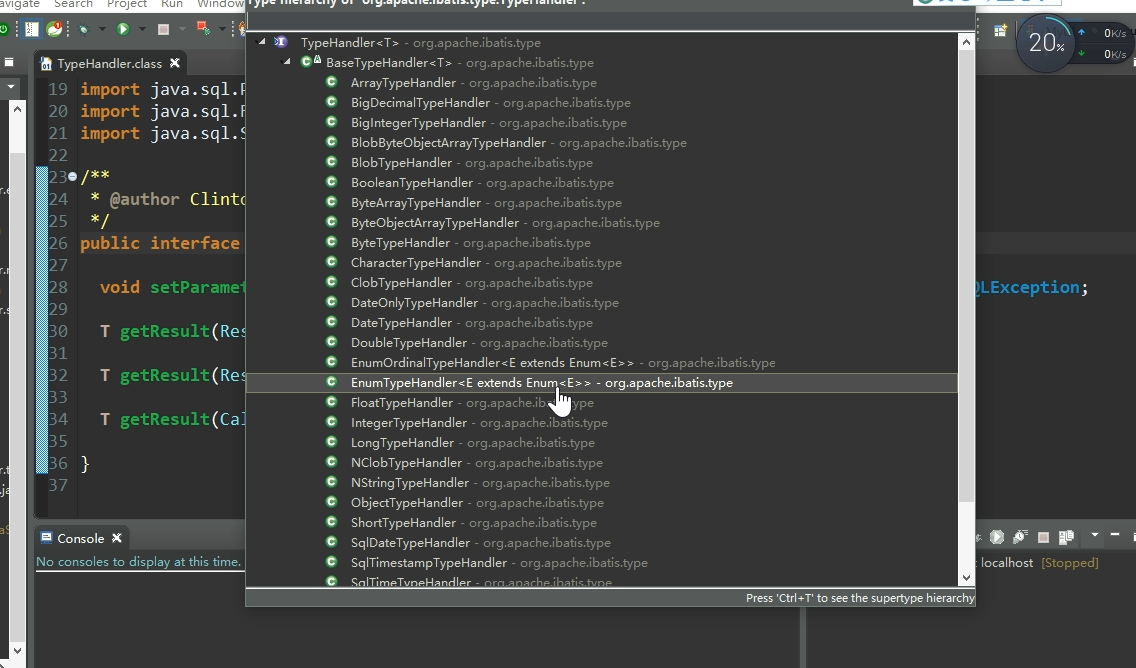 Navigate Search Project Run Window
Type hierarchy of 'org.apache.ibatis.type.TypeHandler':
TypeHandler.class
19 import java.sql.
20 import java.sql.
21 import java.sql.
22
23 /**
24 * @author Clinto
25 */
26 public interface
27
28 void setParamet LException;
29
30 T getResult(Res
31
32 T getResult(Res
33
34 T getResult(Cal
35
36 }
37
TypeHandler<T> - org.apache.ibatis.type
BaseTypeHandler<T> - org.apache.ibatis.type
ArrayTypeHandler - org.apache.ibatis.type
BigDecimalTypeHandler - org.apache.ibatis.type
BigIntegerTypeHandler - org.apache.ibatis.type
BlobByteObjectArrayTypeHandler - org.apache.ibatis.type
BlobTypeHandler - org.apache.ibatis.type
BooleanTypeHandler - org.apache.ibatis.type
ByteArrayTypeHandler - org.apache.ibatis.type
ByteObjectArrayTypeHandler - org.apache.ibatis.type
ByteTypeHandler - org.apache.ibatis.type
CharacterTypeHandler - org.apache.ibatis.type
ClobTypeHandler - org.apache.ibatis.type
DateOnlyTypeHandler - org.apache.ibatis.type
DateTypeHandler - org.apache.ibatis.type
DoubleTypeHandler - org.apache.ibatis.type
EnumOrdinalTypeHandler<E extends Enum<E>> - org.apache.ibatis.type
EnumTypeHandler<E extends Enum<E>> - org.apache.ibatis.type
FloatTypeHandler - org.apache.ibatis.type
IntegerTypeHandler - org.apache.ibatis.type
LongTypeHandler - org.apache.ibatis.type
NClobTypeHandler - org.apache.ibatis.type
NStringTypeHandler - org.apache.ibatis.type
ObjectTypeHandler - org.apache.ibatis.type
ShortTypeHandler - org.apache.ibatis.type
SqlDateTypeHandler - org.apache.ibatis.type
SqlTimestampTypeHandler - org.apache.ibatis.type
SqlTimeTypeHandler - org.apache.ibatis.type
Press 'Ctrl+T' to see the supertype hierarchy
20%
0K/s
0K/s
Console
No consoles to display at this time.
localhost [Stopped]